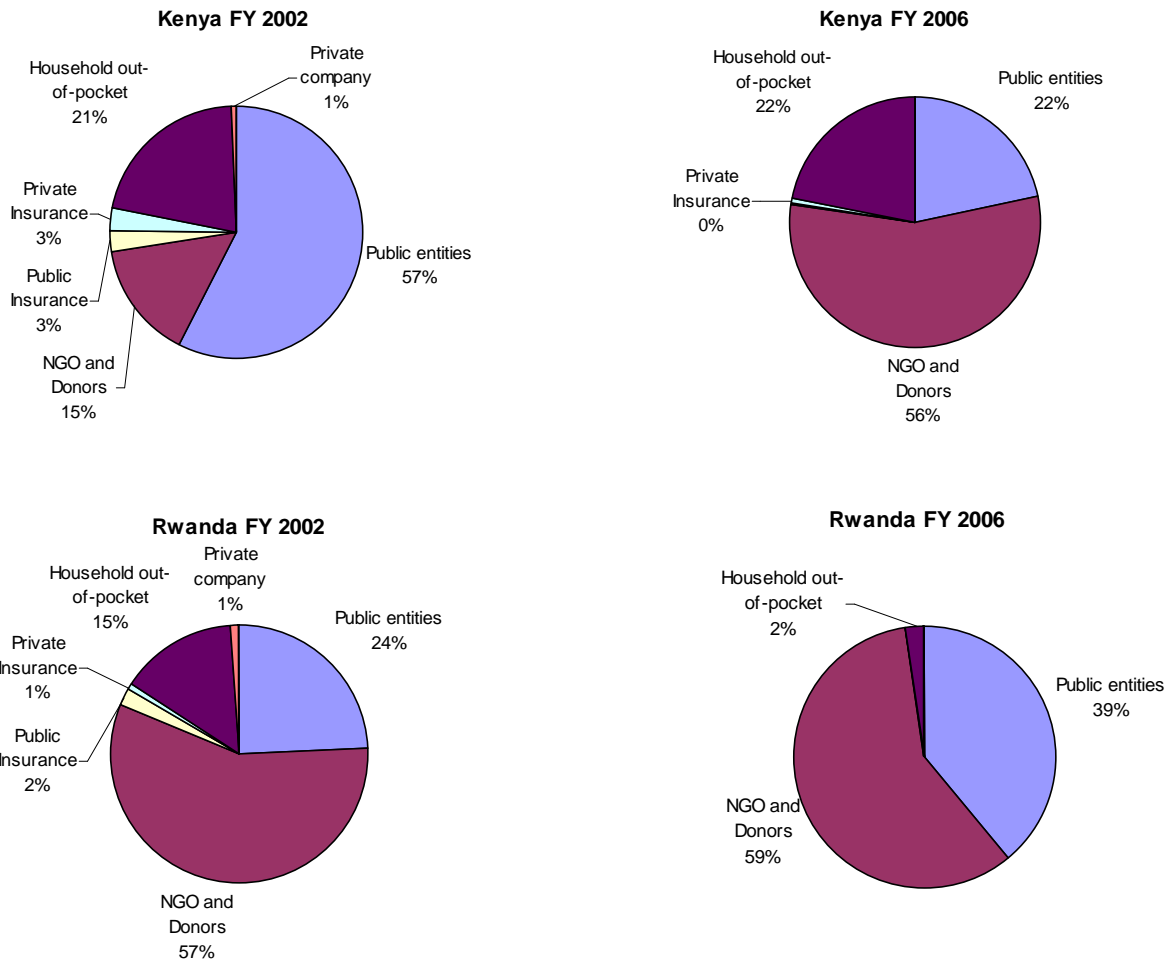 Kenya FY 2002
Private
company
1%
Household out-
of-pocket
21%
Private
Insurance
3%
Public
Insurance
3%
NGO and
Donors
15%
Public entities
57%
Kenya FY 2006
Household out-
of-pocket
22%
Public entities
22%
Private
Insurance
0%
NGO and
Donors
56%
Rwanda FY 2002
Private
company
1%
Household out-
of-pocket
15%
Public entities
24%
Private
Insurance
1%
Public
Insurance
2%
NGO and
Donors
57%
Rwanda FY 2006
Household out-
of-pocket
2%
Public entities
39%
NGO and
Donors
59%